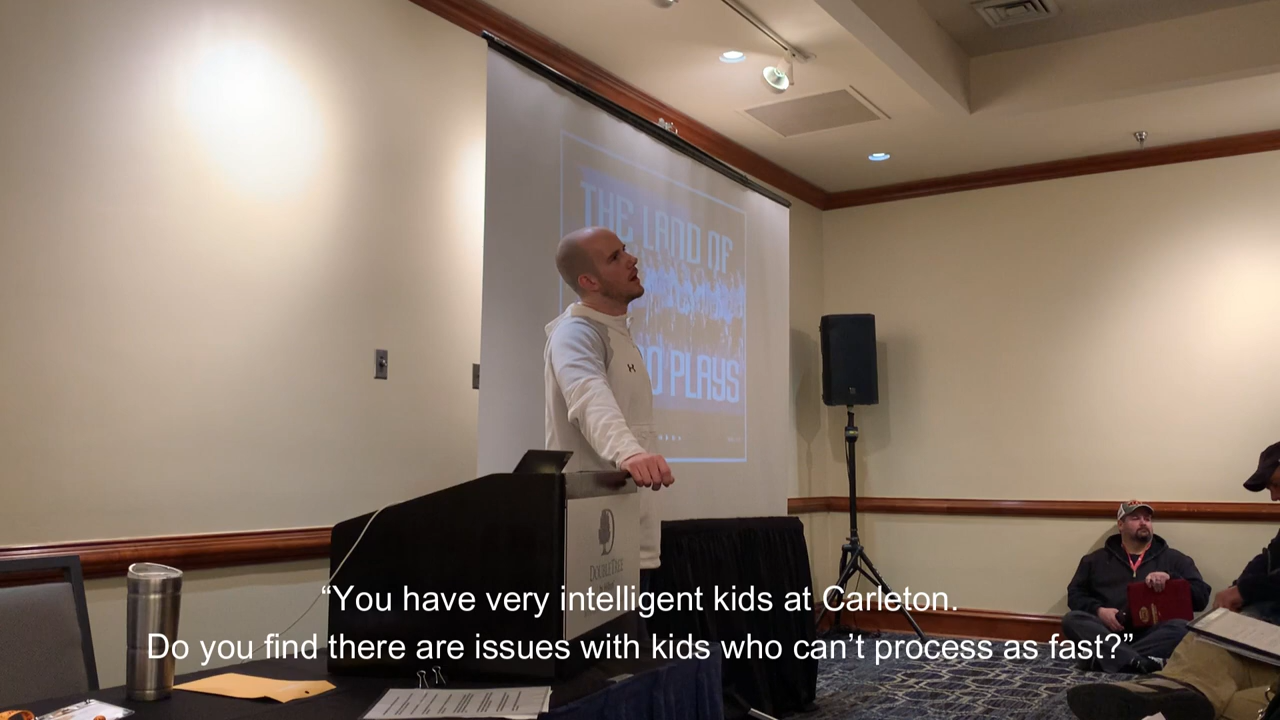 THE LAND OF
PLAYS
DOUBLETREE
“You have very intelligent kids at Carleton.
Do you find there are issues with kids who can’t process as fast?”